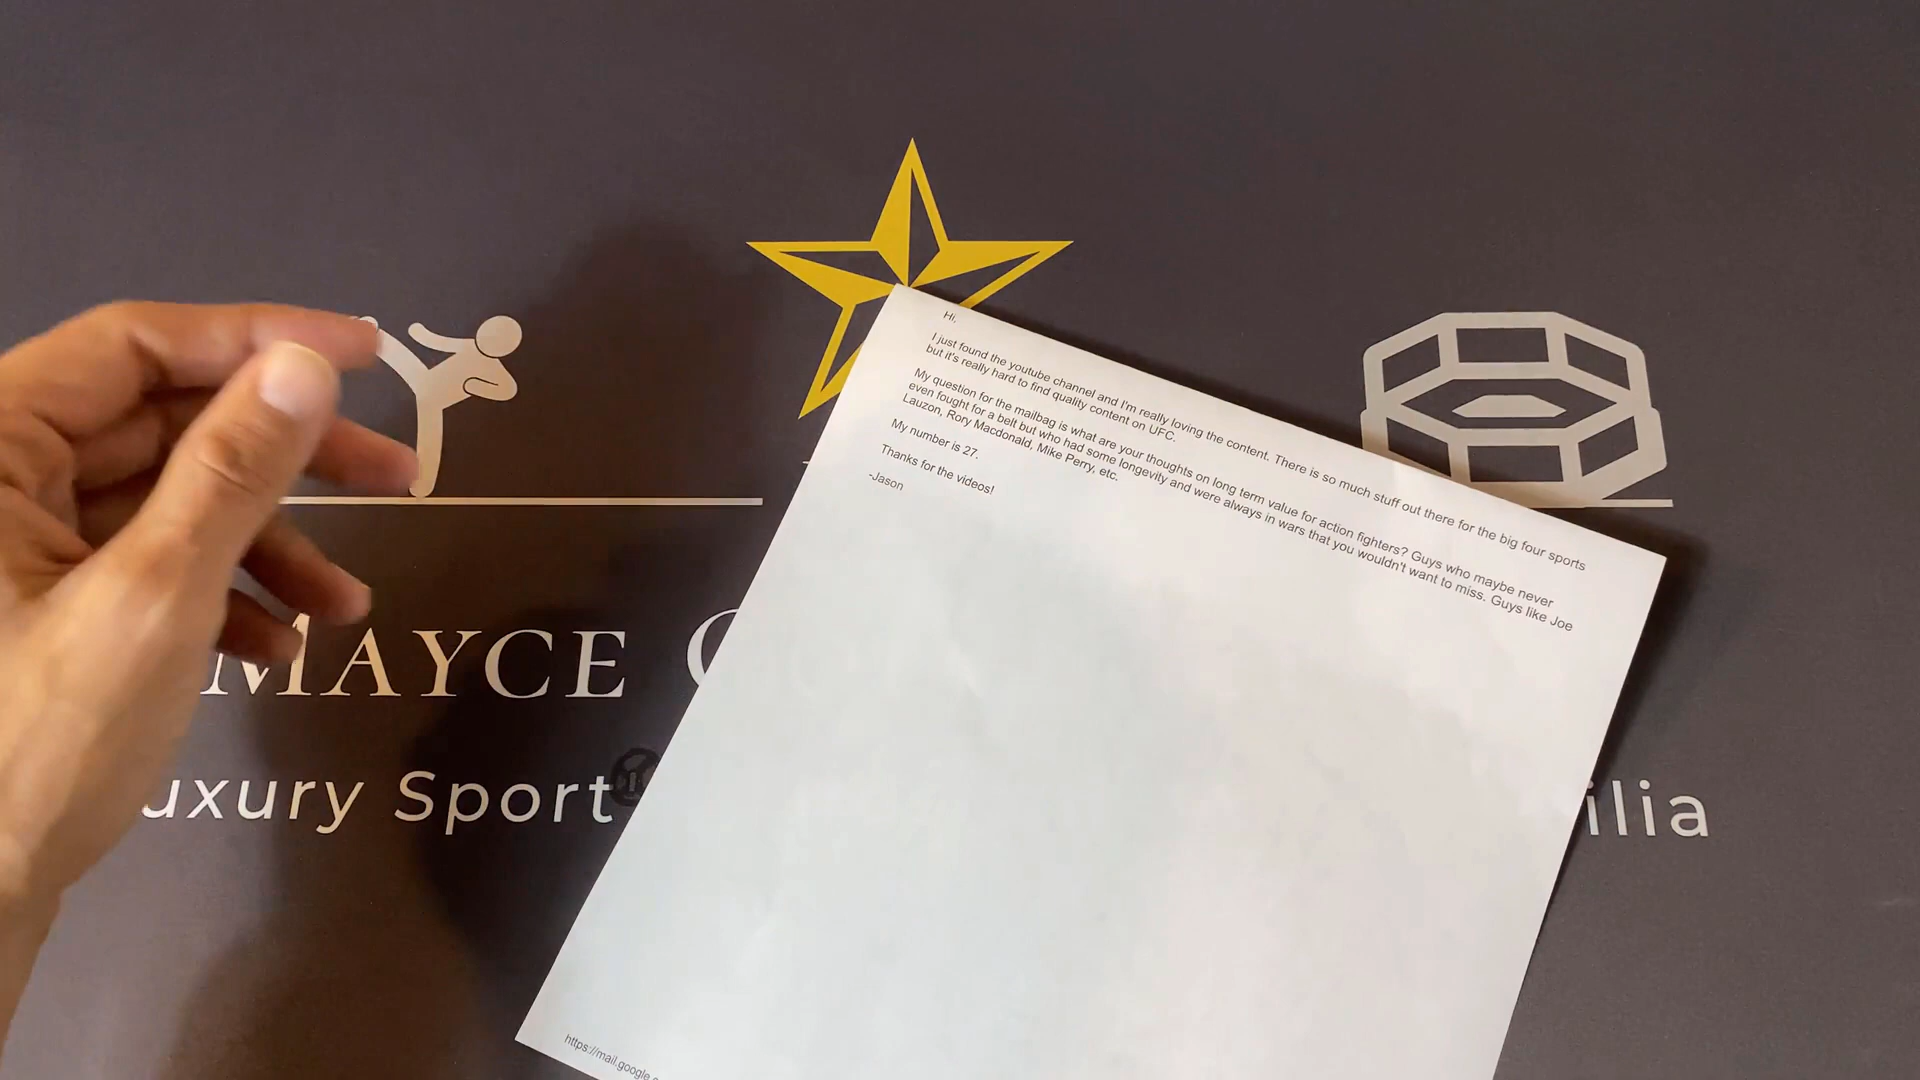 Hi,
I just found the youtube channel and I'm really loving the content. There is so much stuff out there for the big four sports
but it's really hard to find quality content on UFC.
My question for the mailbag is what are your thoughts on long term value for action fighters? Guys who maybe never
even fought for a belt but who had some longevity and were always in wars that you wouldn't want to miss. Guys like Joe
Lauzon, Rory Macdonald, Mike Perry, etc.
My number is 27.
Thanks for the videos!
-Jason
MAYCE
uxury Sport
ilia
https://mail.google.